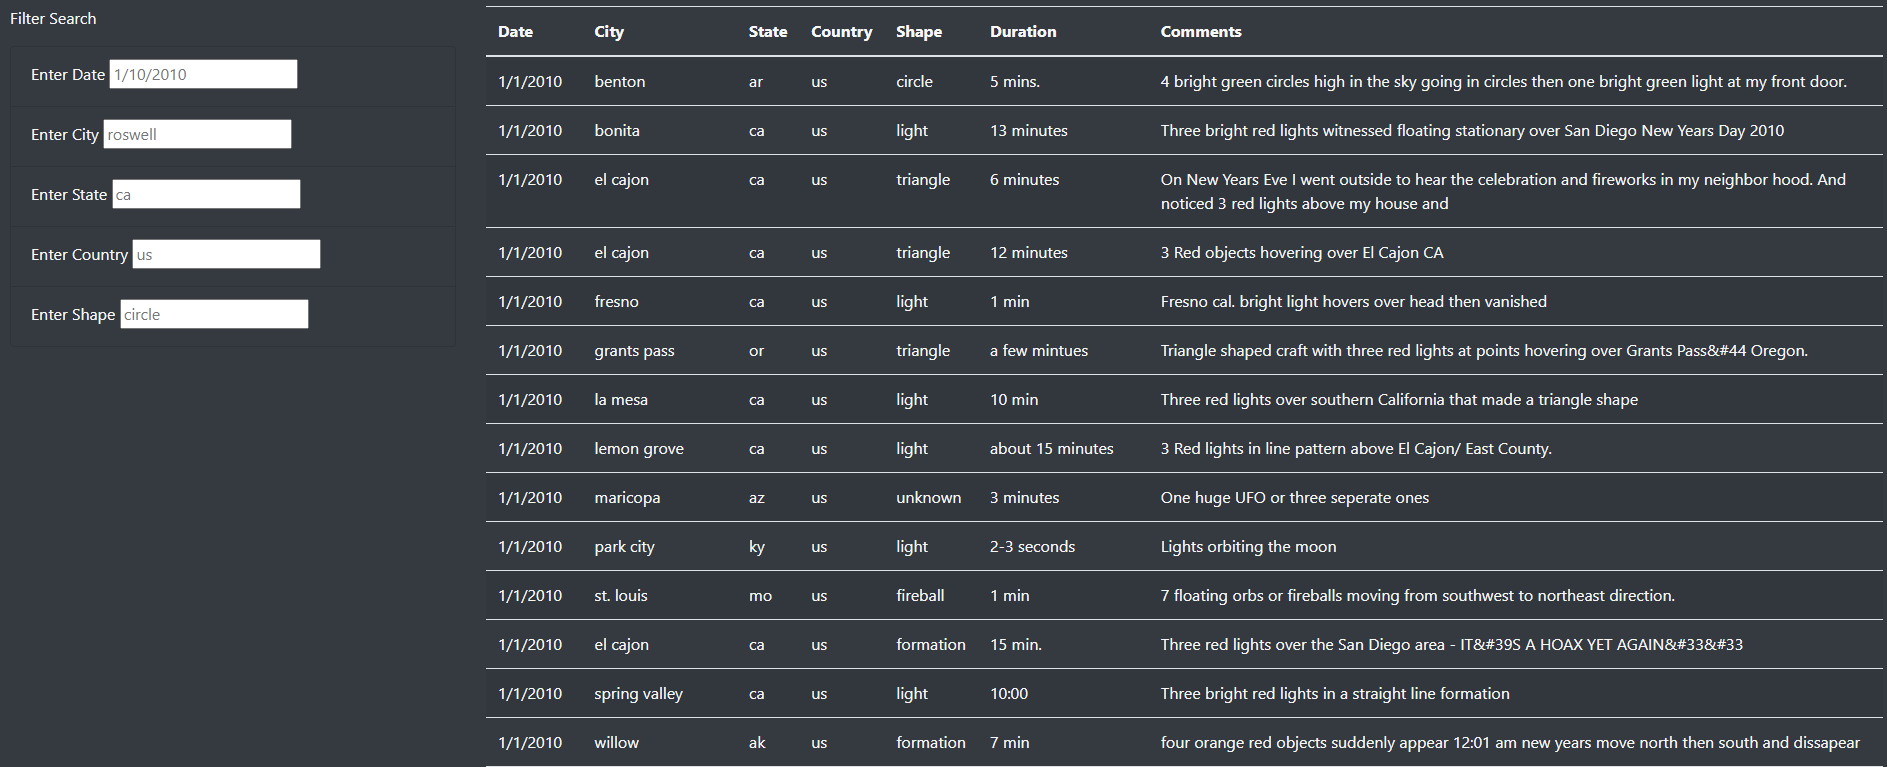 Filter Search
Enter Date 1/10/2010
Enter City roswell
Enter State ca
Enter Country us
Enter Shape circle
Date City State Country Shape Duration Comments
1/1/2010 benton ar us circle 5 mins. 4 bright green circles high in the sky going in circles then one bright green light at my front door.
1/1/2010 bonita ca us light 13 minutes Three bright red lights witnessed floating stationary over San Diego New Years Day 2010
1/1/2010 el cajon ca us triangle 6 minutes On New Years Eve I went outside to hear the celebration and fireworks in my neighbor hood. And
noticed 3 red lights above my house and
1/1/2010 el cajon ca us triangle 12 minutes 3 Red objects hovering over El Cajon CA
1/1/2010 fresno ca us light 1 min Fresno cal. bright light hovers over head then vanished
1/1/2010 grants pass or us triangle a few mintues Triangle shaped craft with three red lights at points hovering over Grants Pass&#44 Oregon.
1/1/2010 la mesa ca us light 10 min Three red lights over southern California that made a triangle shape
1/1/2010 lemon grove ca us light about 15 minutes 3 Red lights in line pattern above El Cajon/ East County.
1/1/2010 maricopa az us unknown 3 minutes One huge UFO or three seperate ones
1/1/2010 park city ky us light 2-3 seconds Lights orbiting the moon
1/1/2010 st. louis mo us fireball 1 min 7 floating orbs or fireballs moving from southwest to northeast direction.
1/1/2010 el cajon ca us formation 15 min. Three red lights over the San Diego area - IT&#39S A HOAX YET AGAIN&#33&#33
1/1/2010 spring valley ca us light 10:00 Three bright red lights in a straight line formation
1/1/2010 willow ak us formation 7 min four orange red objects suddenly appear 12:01 am new years move north then south and dissapear